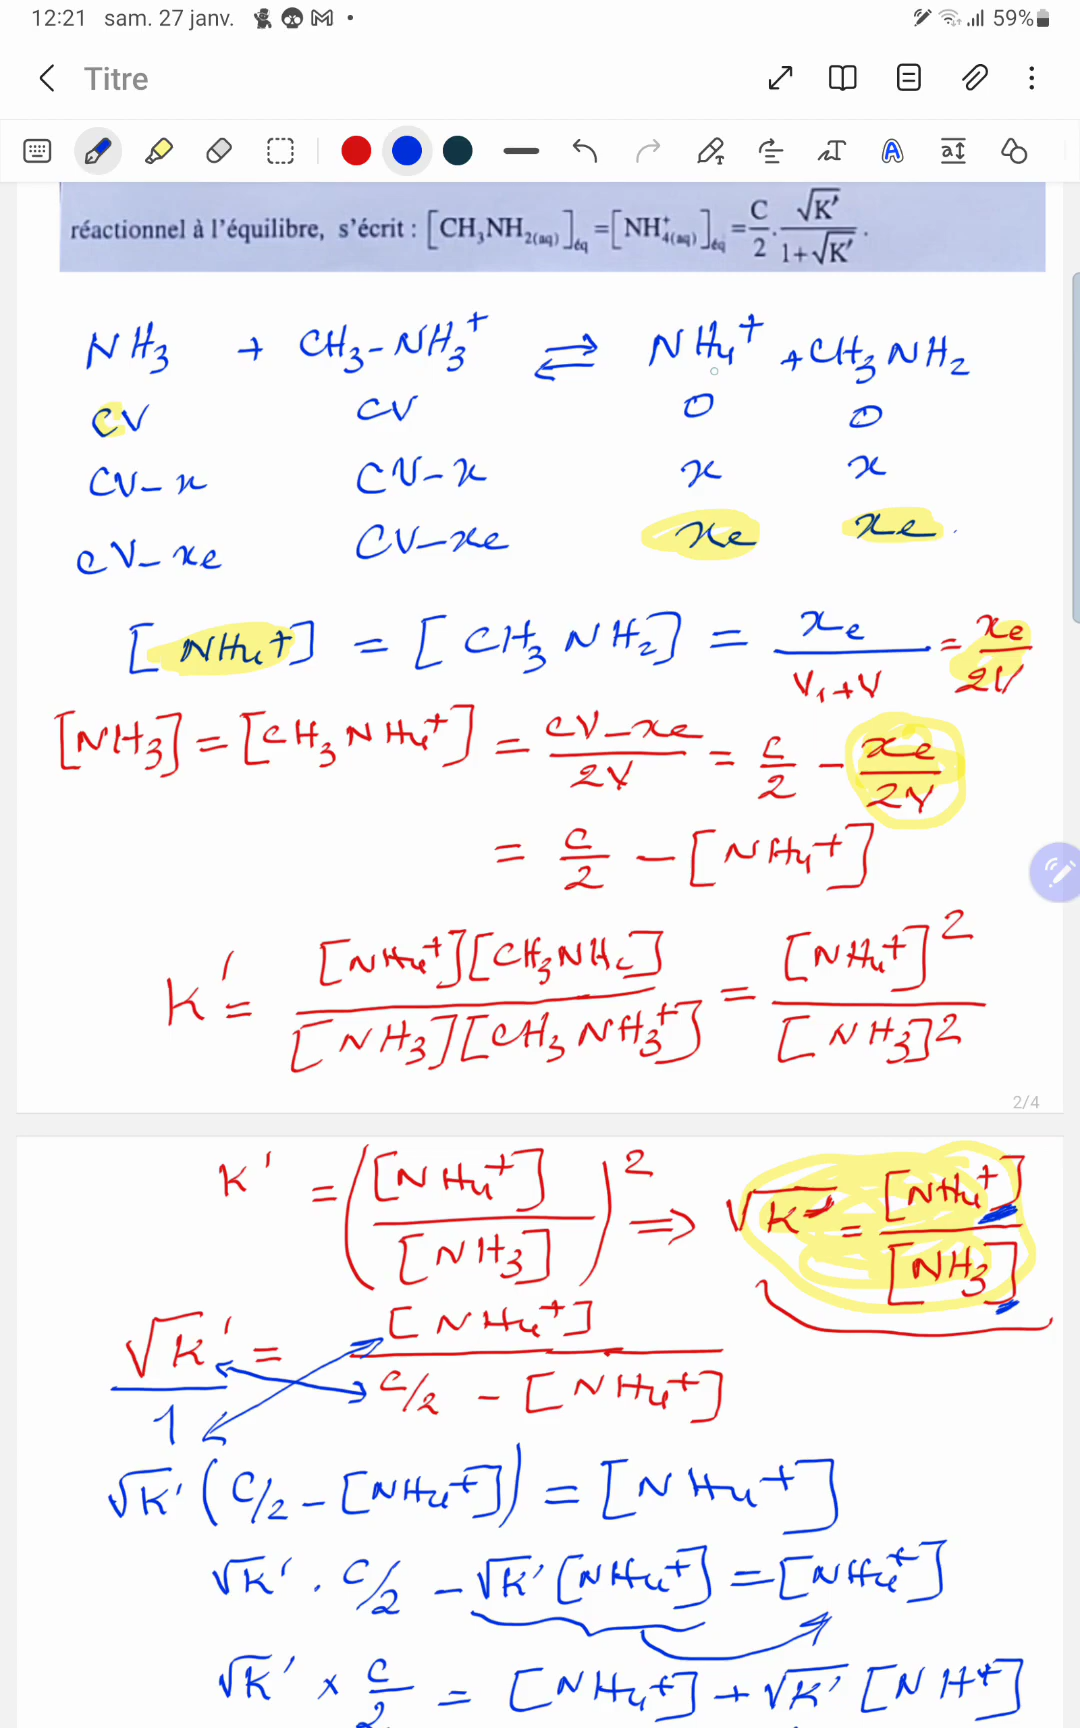 12:21 sam. 27 janv. 59%
Titre
réactionnel à l'équilibre, s'écrit : [CH₃NH₂(aq)]éq = [NH₄⁺(aq)]éq = C/2 . √K'/(1+√K') .
NH₃ + CH₃-NH₃⁺ ⇌ NH₄⁺ + CH₃NH₂
CV CV 0 0
CV-x CV-x x x
CV-xe CV-xe xe xe
[NH₄⁺] = [CH₃NH₂] = xe/(V₁+V) = xe/2V
[NH₃] = [CH₃NH₄⁺] = (CV-xe)/2V = C/2 - xe/2V
= C/2 - [NH₄⁺]
K' = [NH₄⁺][CH₃NH₂]/[NH₃][CH₃NH₃⁺] = [NH₄⁺]²/[NH₃]²
2/4
K' = ([NH₄⁺]/[NH₃])² ⇒ √K' = [NH₄⁺]/[NH₃]
√K'/1 = [NH₄⁺]/(C/2 - [NH₄⁺])
√K' (C/2 - [NH₄⁺]) = [NH₄⁺]
√K' . C/2 - √K' [NH₄⁺] = [NH₄⁺]
√K' × C/2 = [NH₄⁺] + √K' [NH⁺]